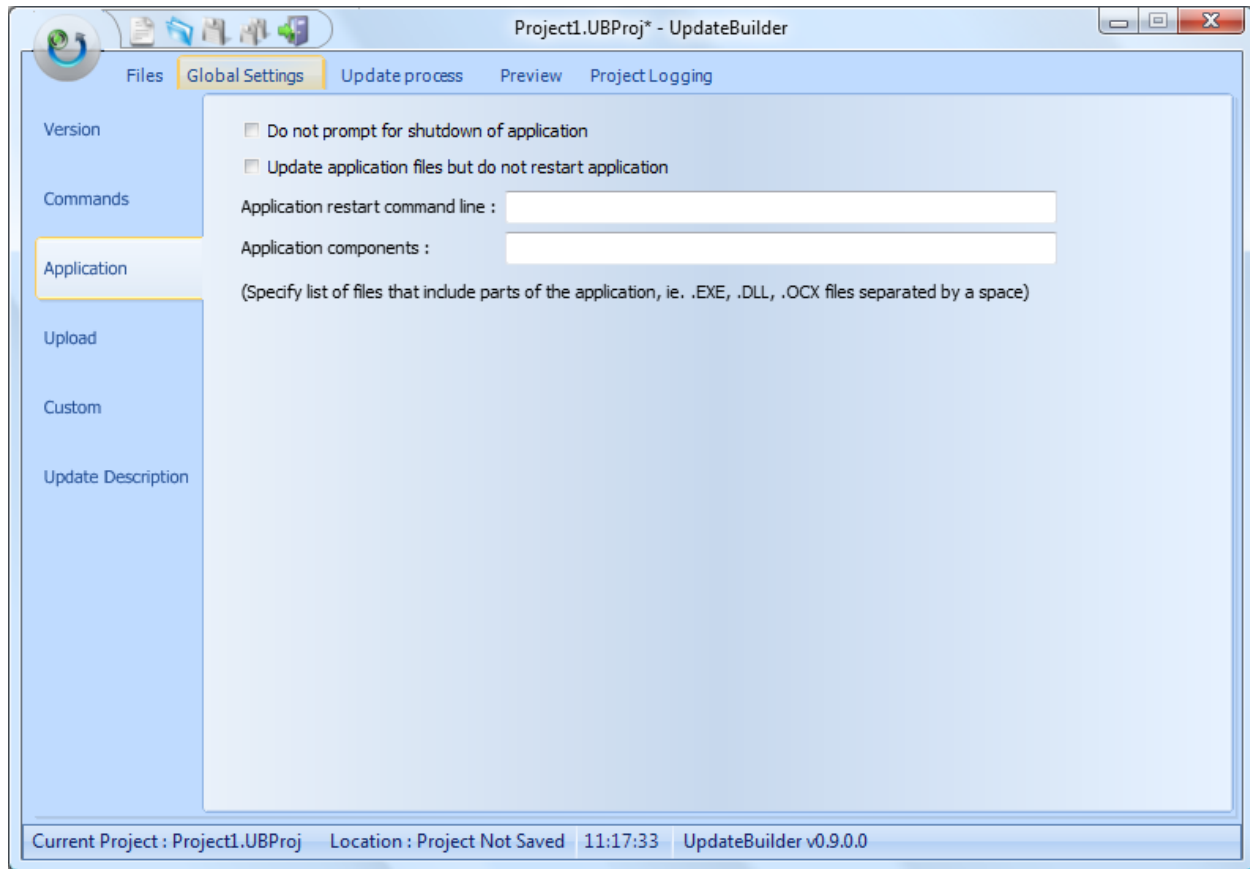 Project1.UBProj* - UpdateBuilder
Files Global Settings Update process Preview Project Logging
Version
Commands
Application
Upload
Custom
Update Description
Do not prompt for shutdown of application
Update application files but do not restart application
Application restart command line :
Application components :
(Specify list of files that include parts of the application, ie. .EXE, .DLL, .OCX files separated by a space)
Current Project : Project1.UBProj Location : Project Not Saved 11:17:33 UpdateBuilder v0.9.0.0